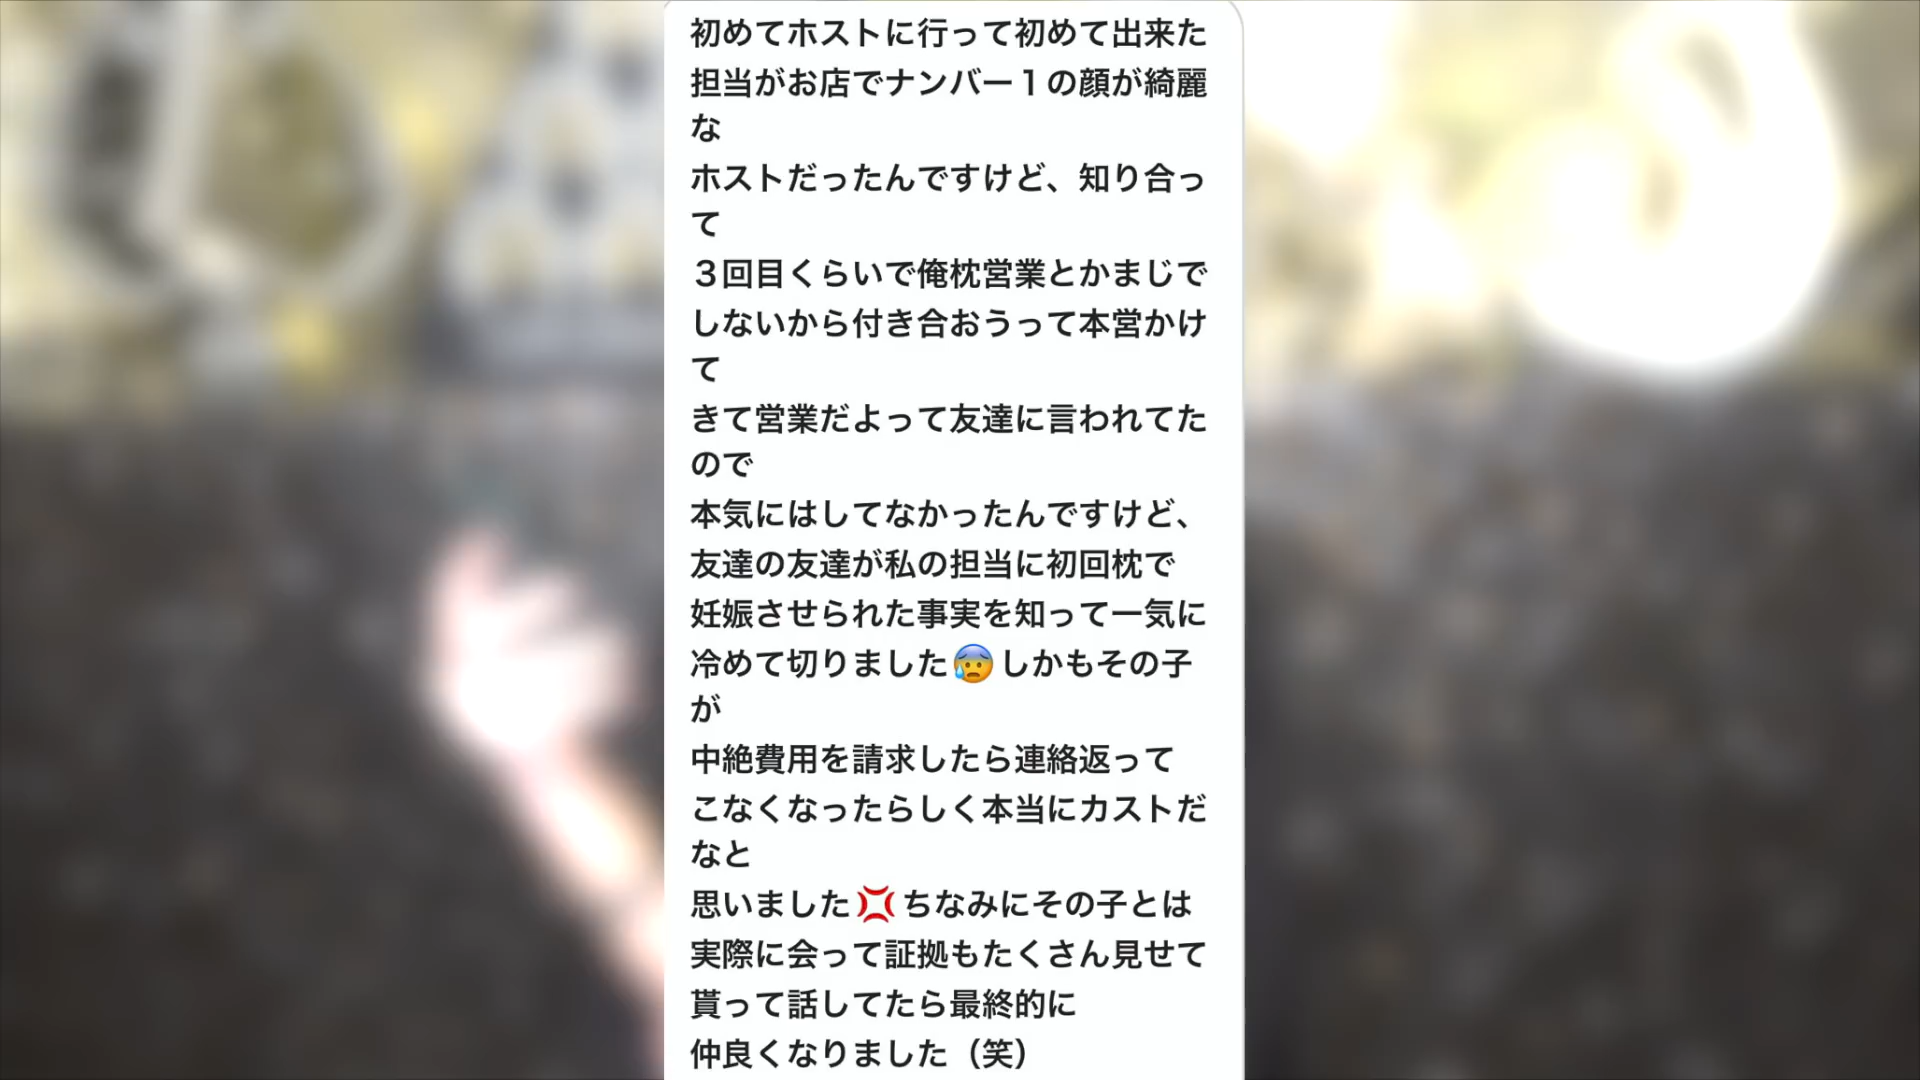 初めてホストに行って初めて出来た
担当がお店でナンバー１の顔が綺麗
な
ホストだったんですけど、知り合っ
て
３回目くらいで俺枕営業とかまじで
しないから付き合おうって本営かけ
て
きて営業だよって友達に言われてた
ので
本気にはしてなかったんですけど、
友達の友達が私の担当に初回枕で
妊娠させられた事実を知って一気に
冷めて切りました😰しかもその子
が
中絶費用を請求したら連絡返って
こなくなったらしく本当にカストだ
なと
思いました💢ちなみにその子とは
実際に会って証拠もたくさん見せて
貰って話してたら最終的に
仲良くなりました（笑）